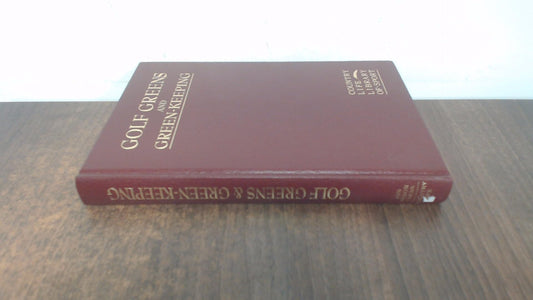 GOLF GREENS
AND
GREEN-KEEPING
COUNTRY
LIFE
LIBRARY
OF SPORT
GOLF GREENS & GREEN-KEEPING